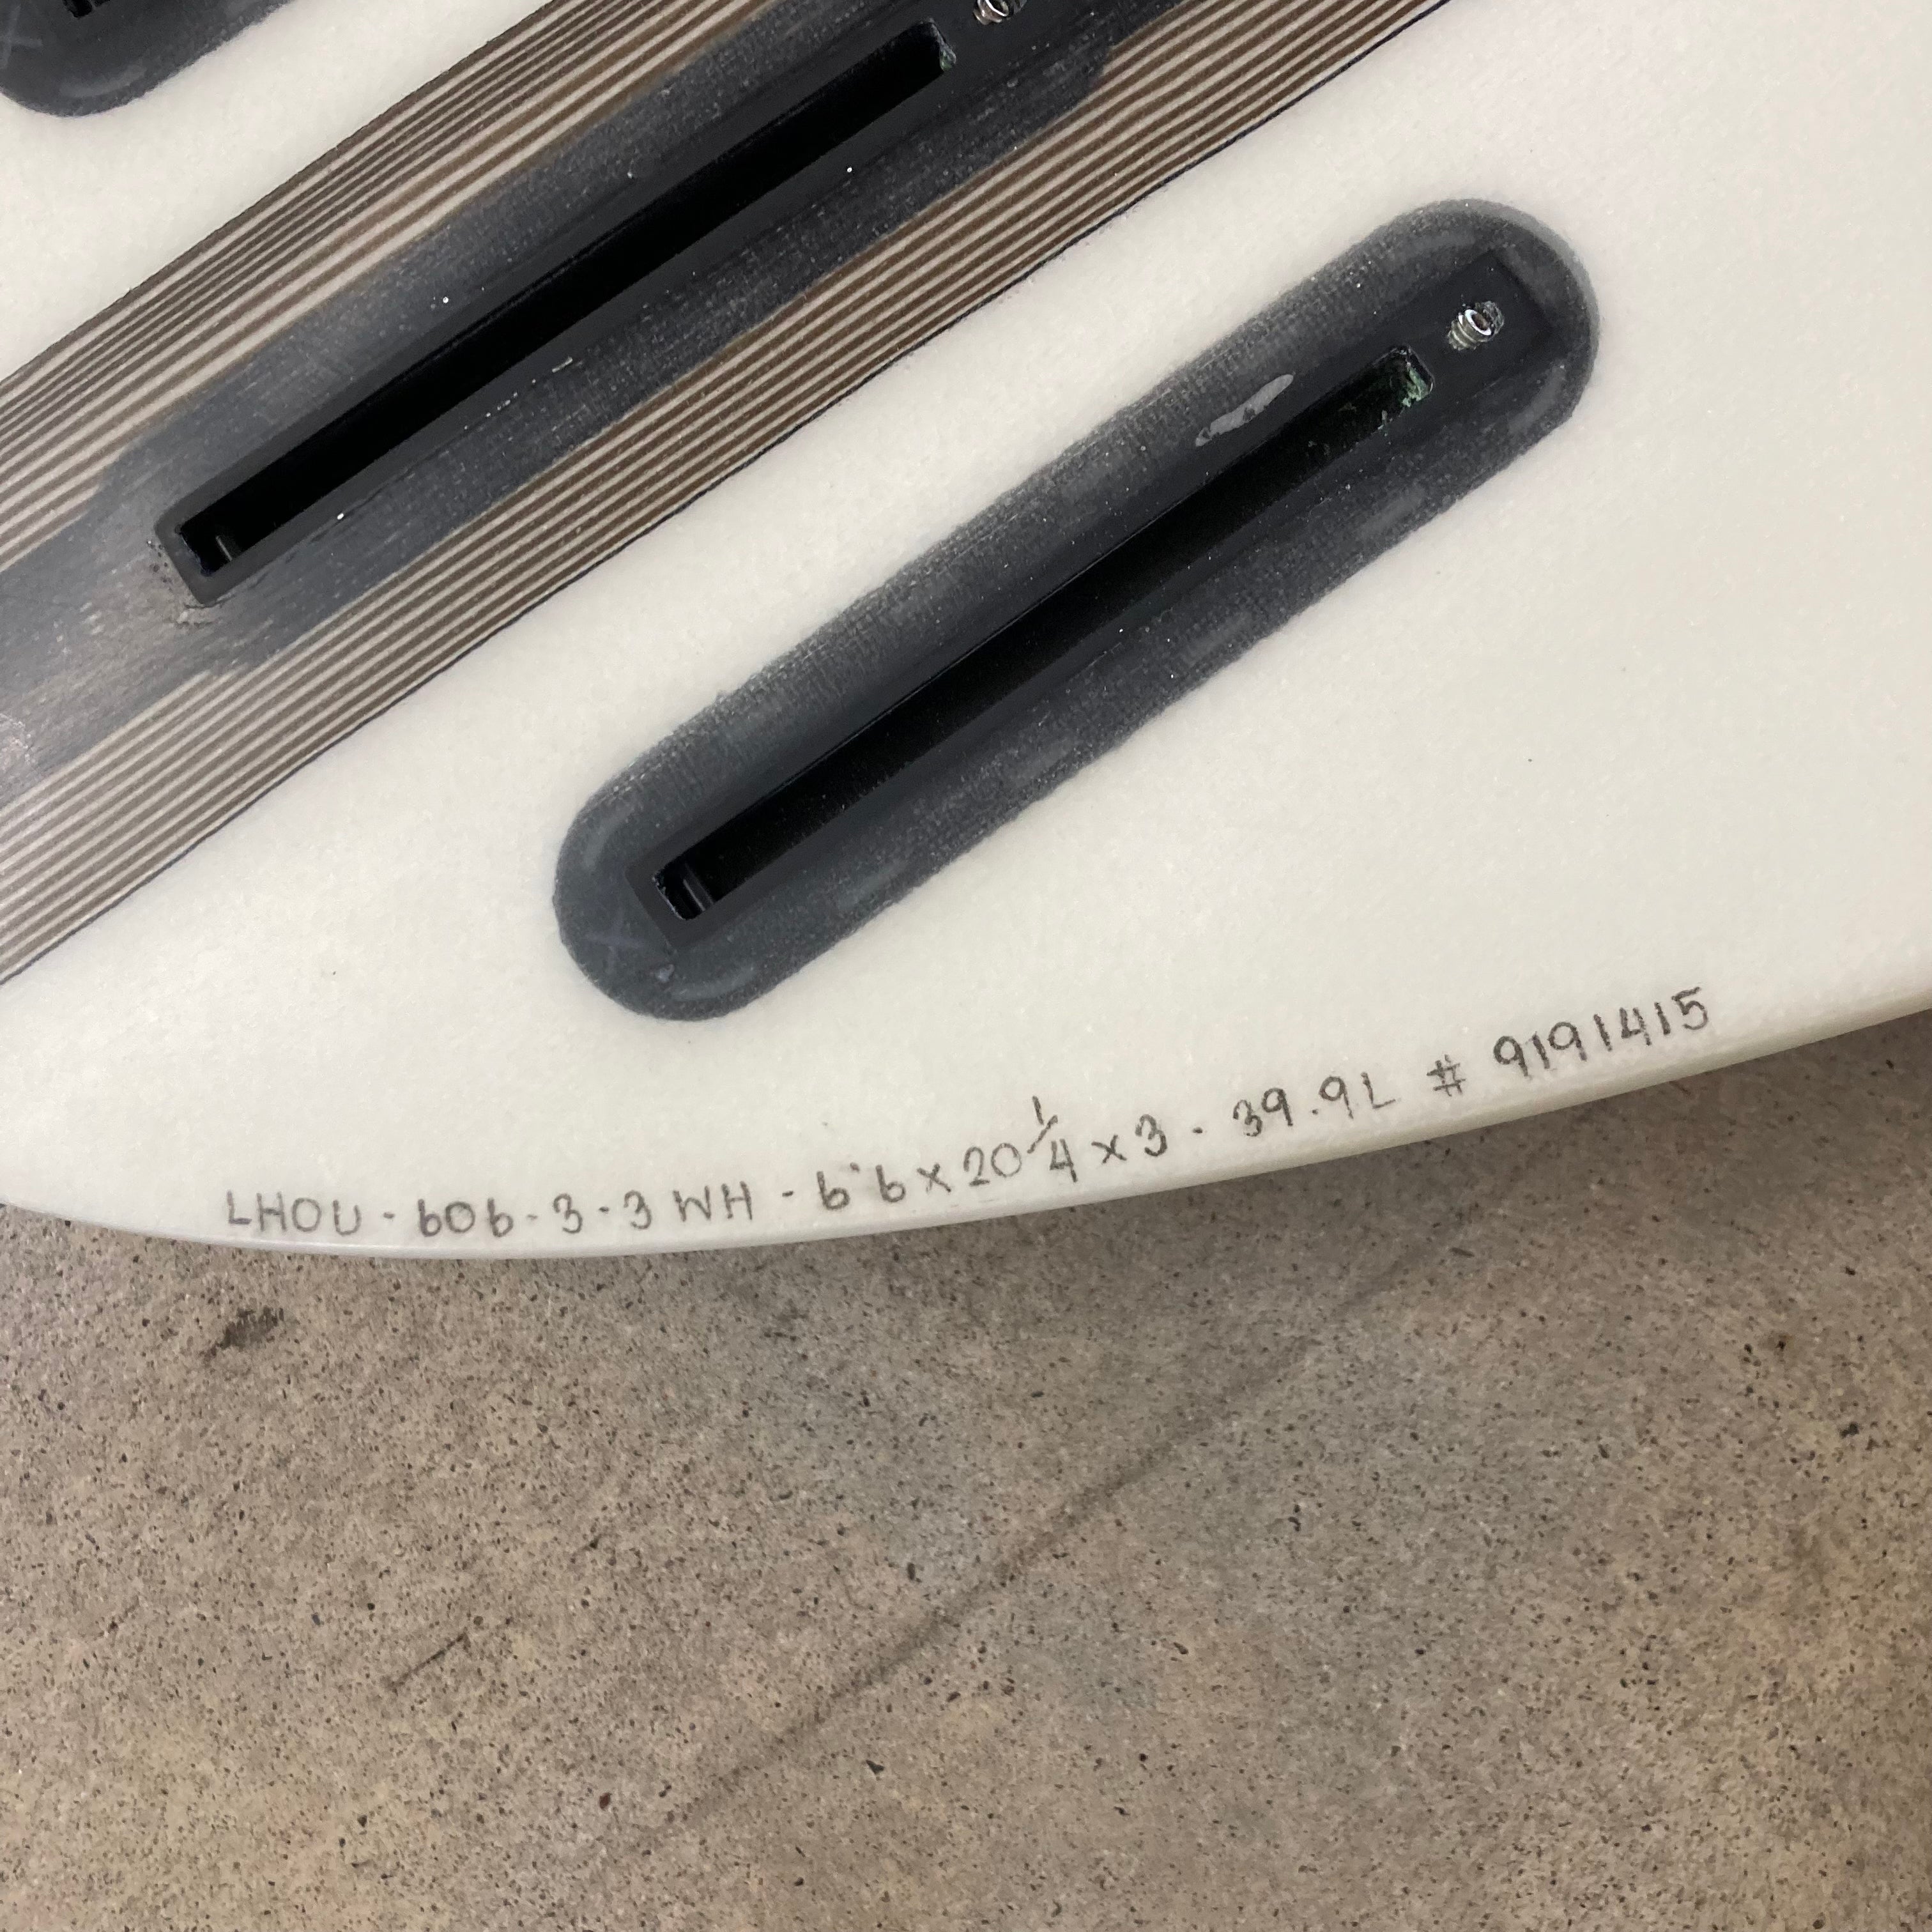 LHOU - 606 - 3 - 3 WH - 6'6 x 20 1/4 x 3 - 39.9L # 9191415